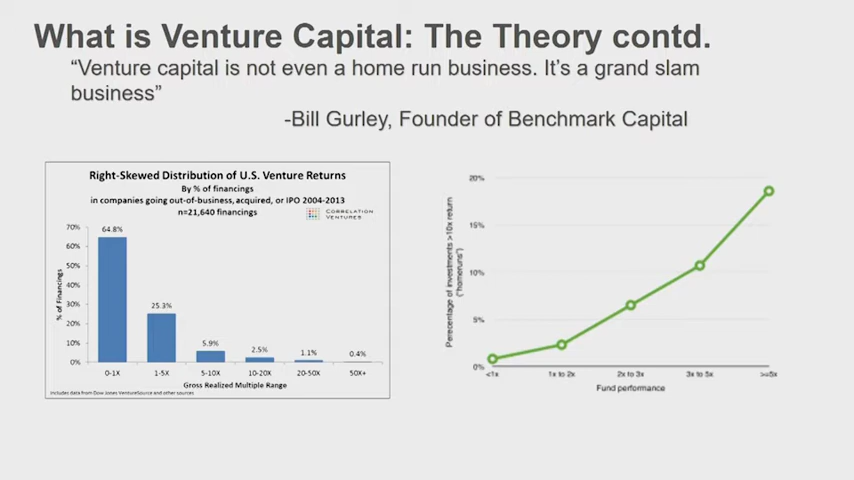 What is Venture Capital: The Theory contd.
“Venture capital is not even a home run business. It’s a grand slam
business”
-Bill Gurley, Founder of Benchmark Capital
Right-Skewed Distribution of U.S. Venture Returns
By % of financings
in companies going out-of-business, acquired, or IPO 2004-2013
n=21,640 financings
CORRELATION
VENTURES
% of Financings
70%
60%
50%
40%
30%
20%
10%
0%
64.8%
25.3%
5.9%
2.5%
1.1%
0.4%
0-1X
1-5X
5-10X
10-20X
20-50X
50X+
Gross Realized Multiple Range
Includes data from Dow Jones VentureSource and other sources
Perecentage of investments >10x return
("homeruns")
20%
15%
10%
5%
0%
<1x
1x to 2x
2x to 3x
3x to 5x
>=5x
Fund performance